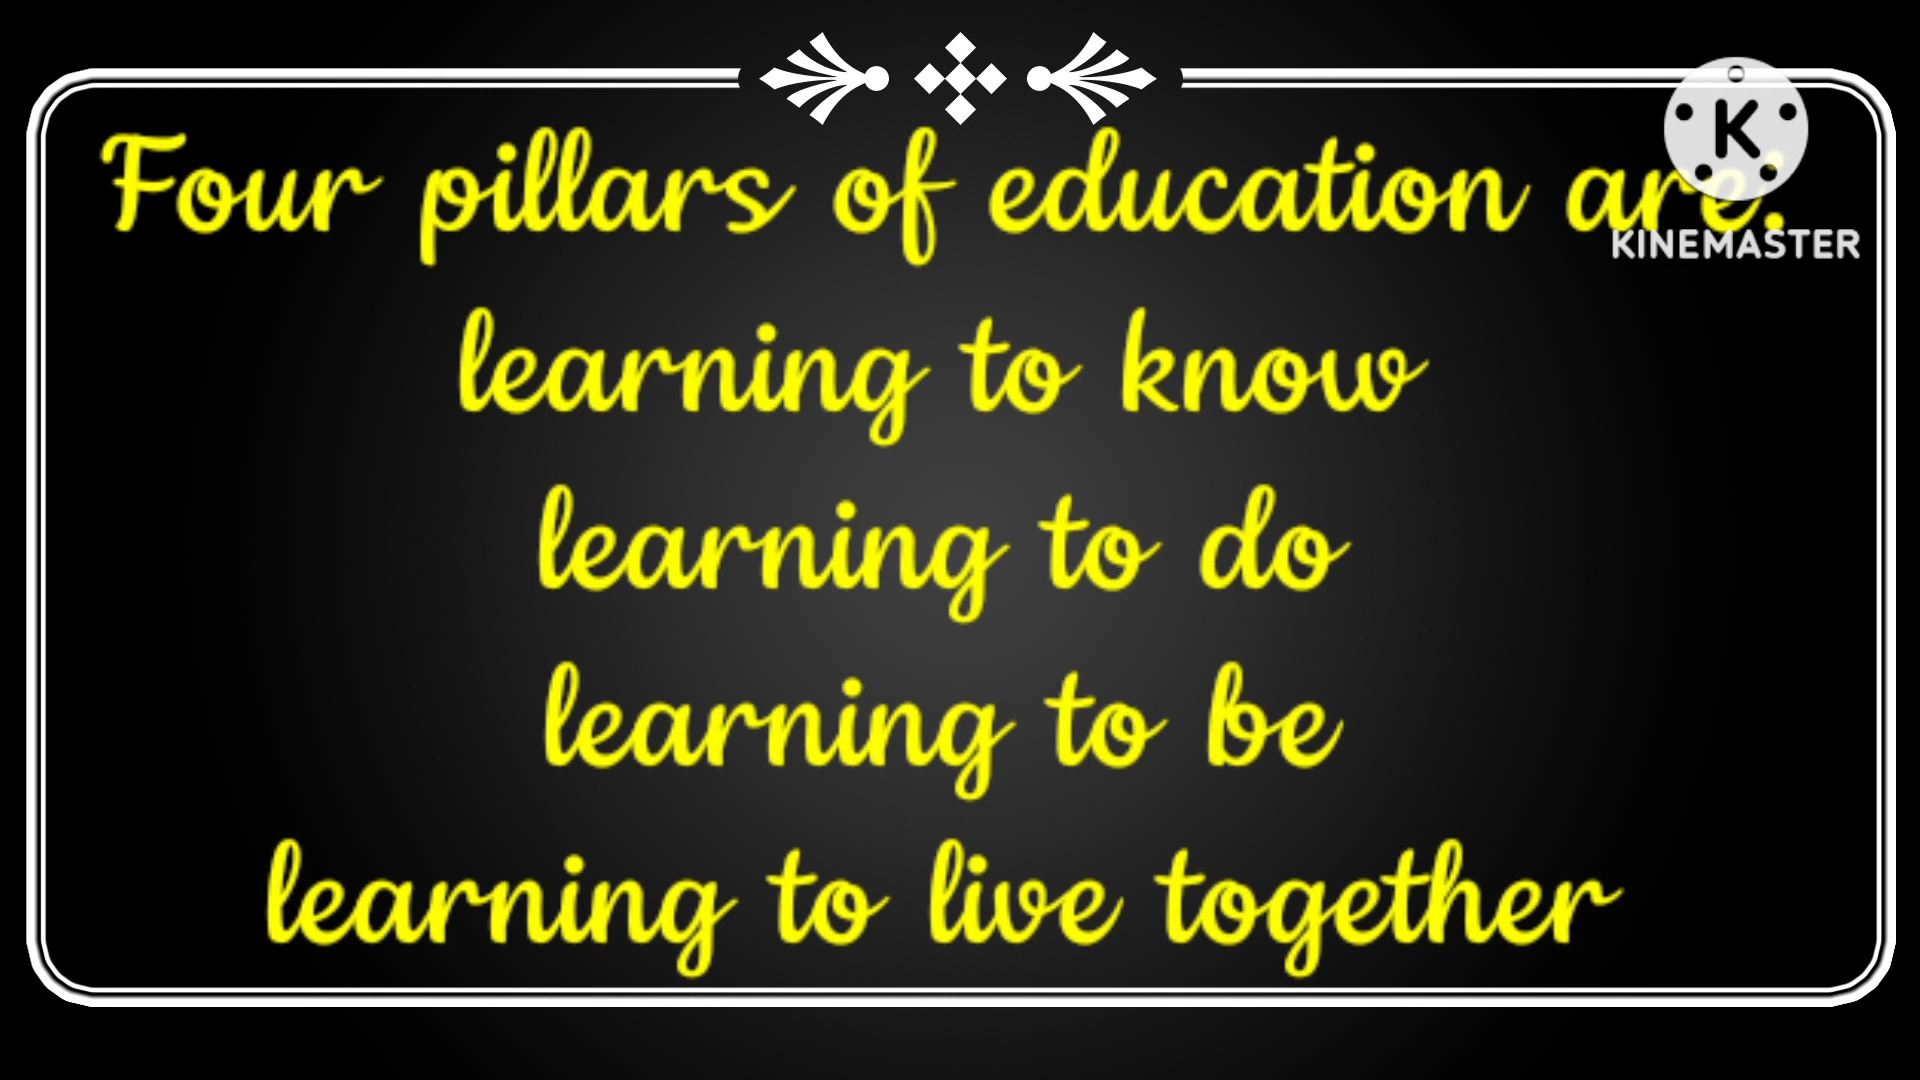 Four pillars of education are:
K
KINEMASTER
learning to know
learning to do
learning to be
learning to live together